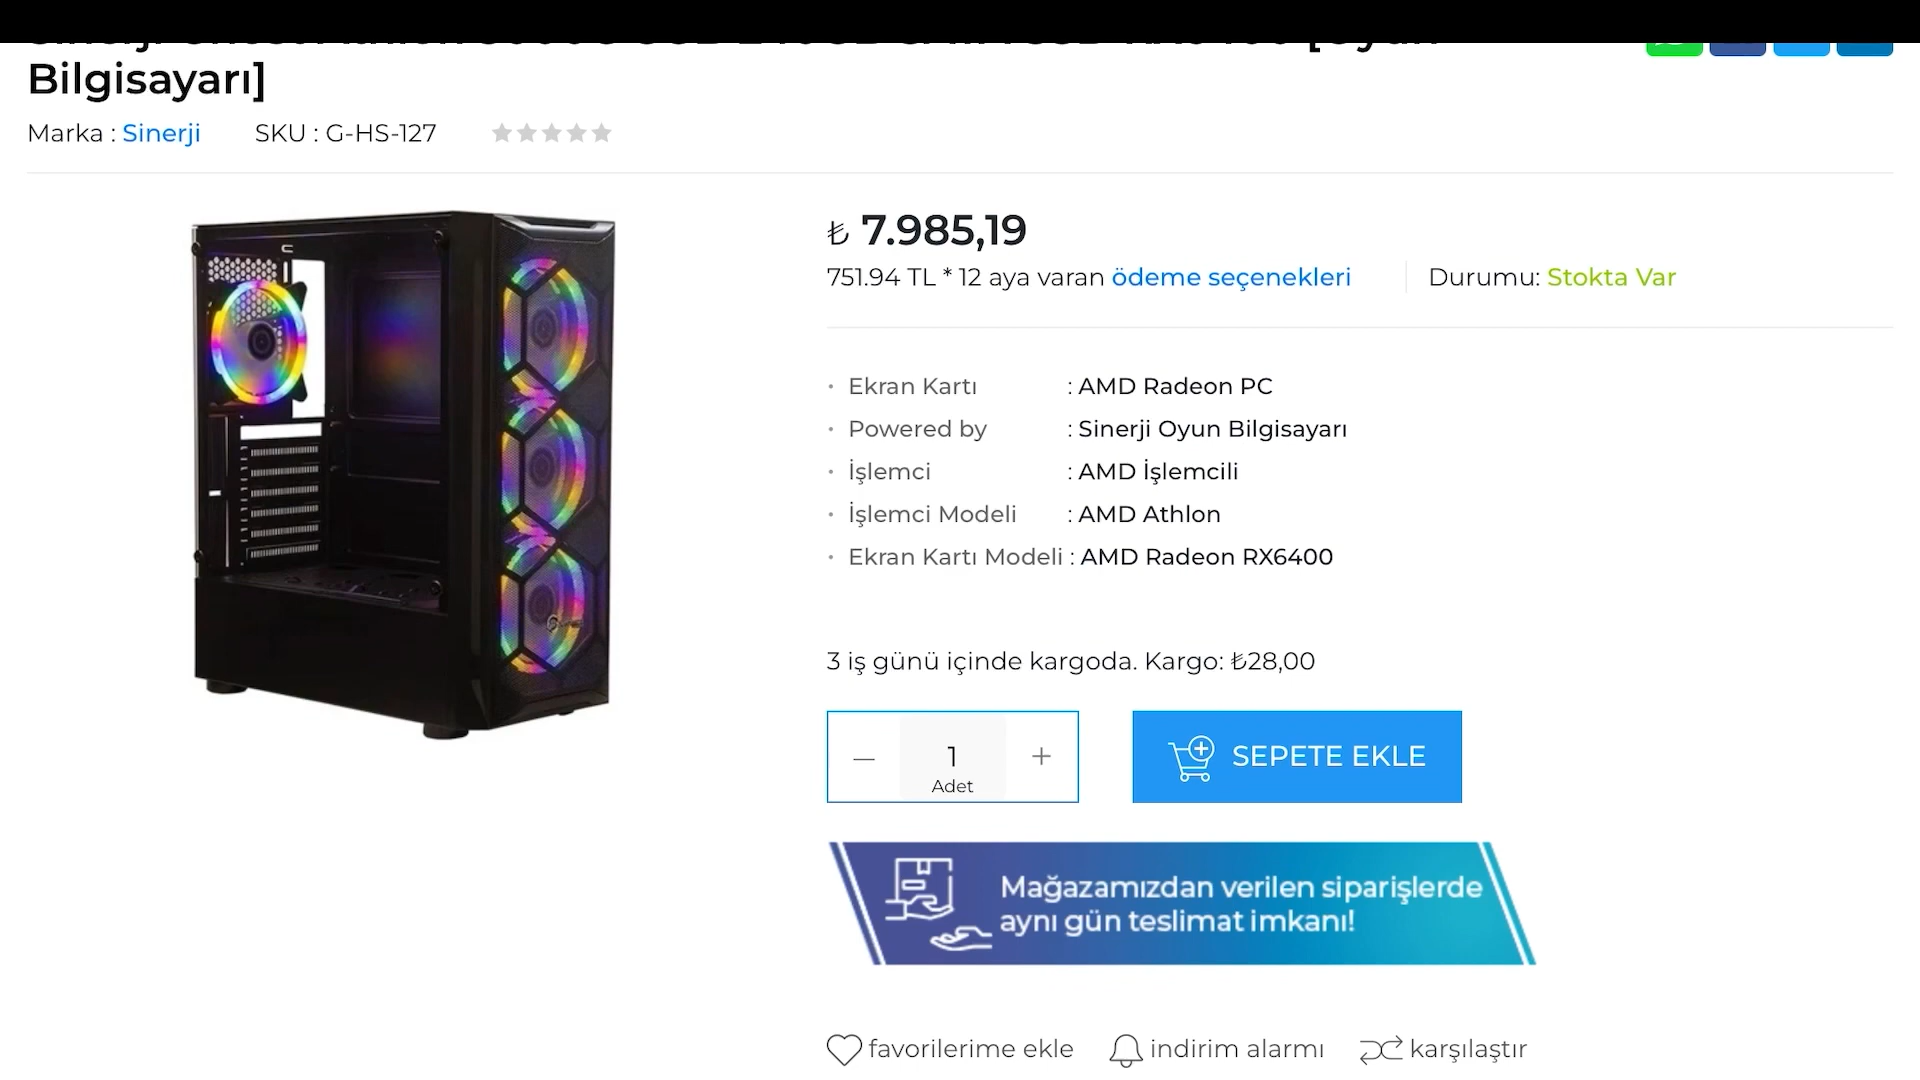 Bilgisayarı]
Marka : Sinerji SKU : G-HS-127
₺ 7.985,19
751.94 TL * 12 aya varan ödeme seçenekleri Durumu: Stokta Var
• Ekran Kartı : AMD Radeon PC
• Powered by : Sinerji Oyun Bilgisayarı
• İşlemci : AMD İşlemcili
• İşlemci Modeli : AMD Athlon
• Ekran Kartı Modeli : AMD Radeon RX6400
3 iş günü içinde kargoda. Kargo: ₺28,00
— 1 +
Adet
SEPETE EKLE
Mağazamızdan verilen siparişlerde
aynı gün teslimat imkanı!
favorilerime ekle indirim alarmı karşılaştır